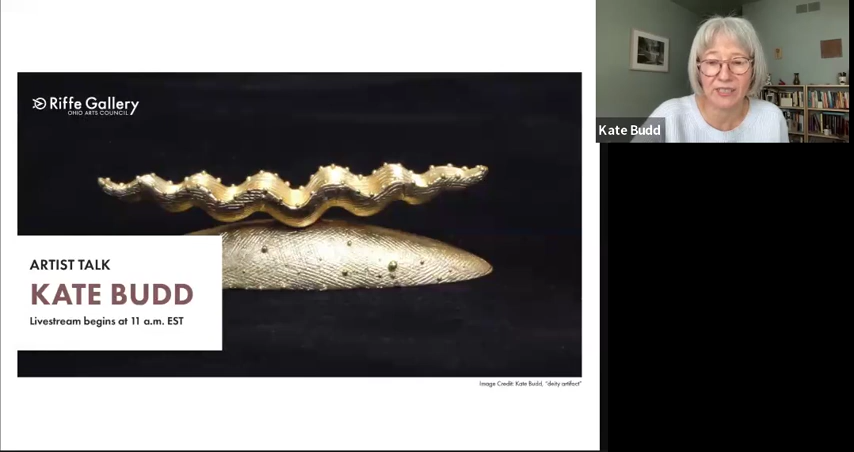 Riffe Gallery
OHIO ARTS COUNCIL
ARTIST TALK
KATE BUDD
Livestream begins at 11 a.m. EST
Image Credit: Kate Budd, "deity artifact"
Kate Budd